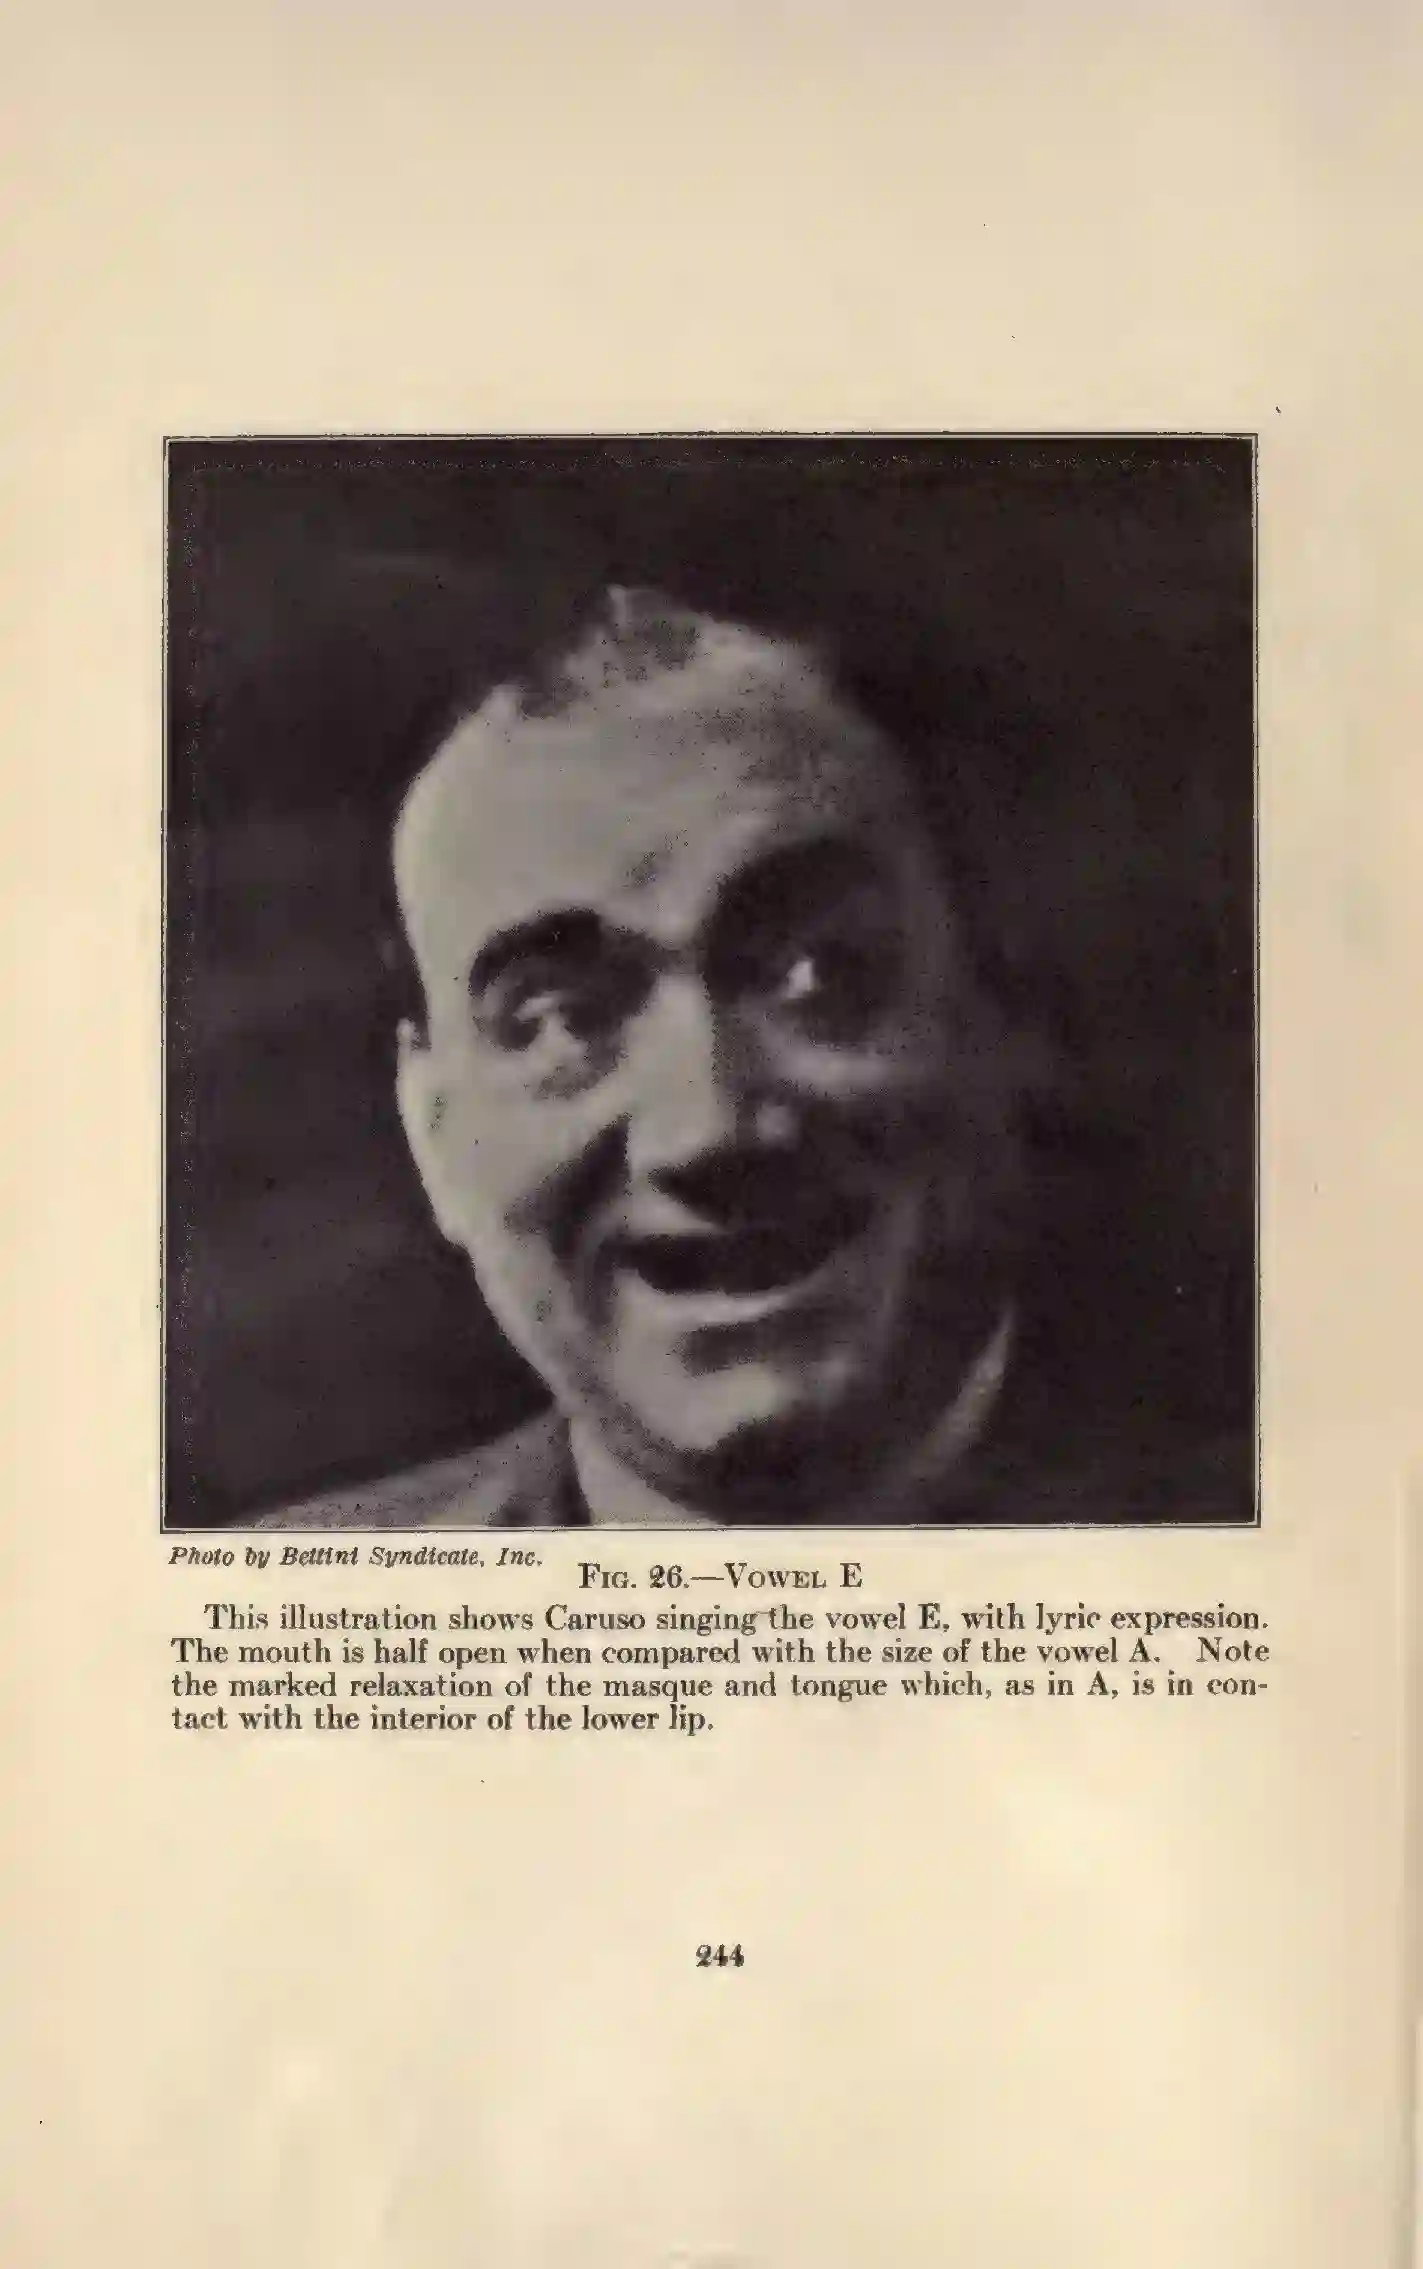 Photo by Bettini Syndicate, Inc.
FIG. 26.—VOWEL E
This illustration shows Caruso singing the vowel E, with lyric expression.
The mouth is half open when compared with the size of the vowel A. Note
the marked relaxation of the masque and tongue which, as in A, is in con-
tact with the interior of the lower lip.
244